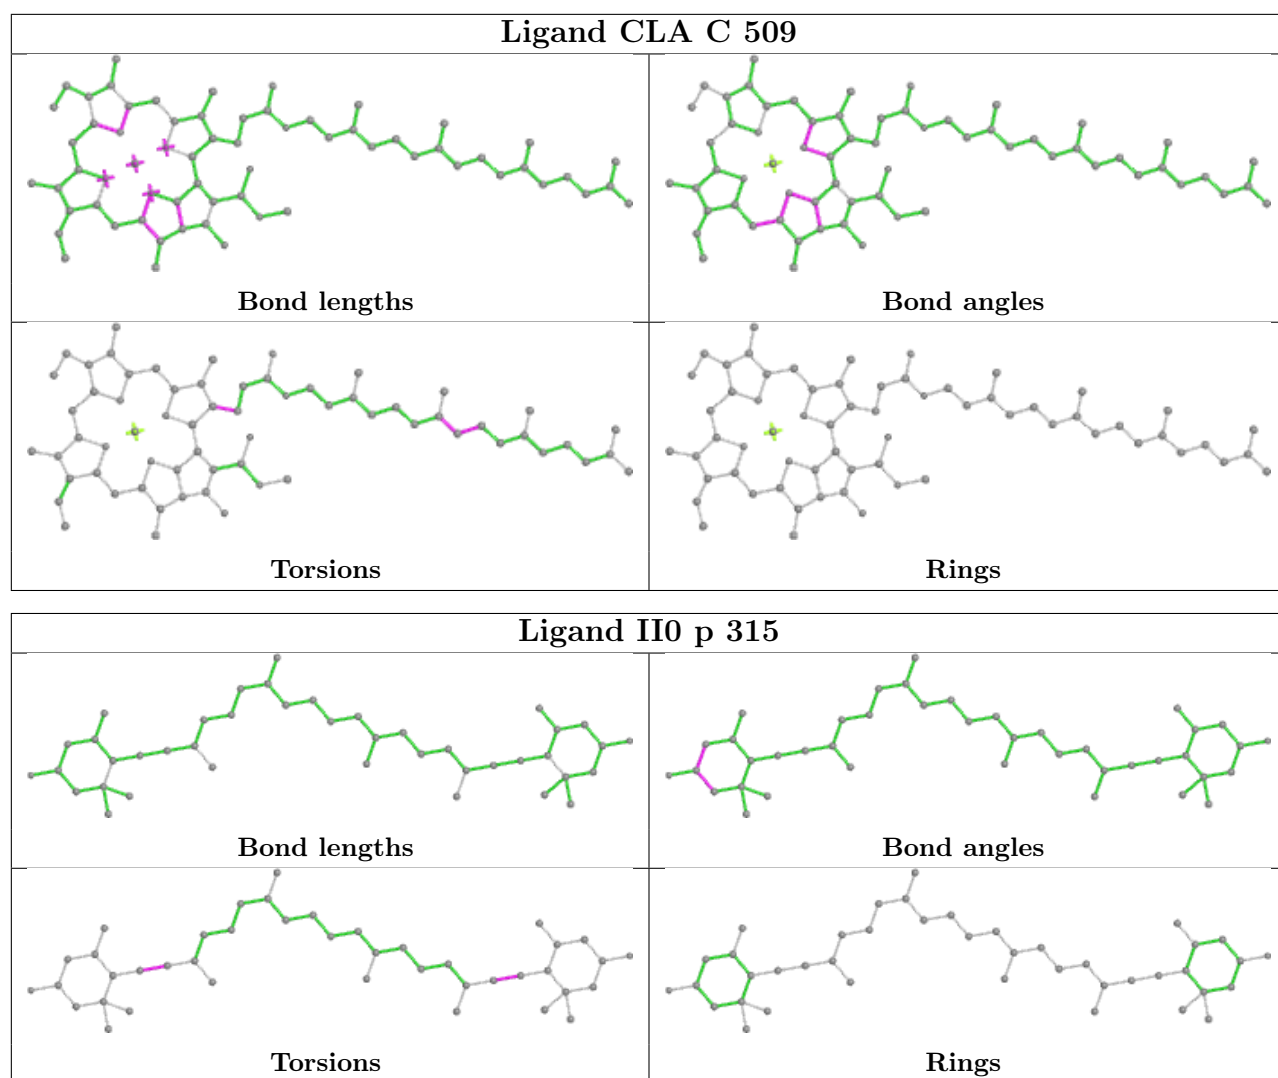 Ligand CLA C 509
Bond lengths
Bond angles
Torsions
Rings
Ligand II0 p 315
Bond lengths
Bond angles
Torsions
Rings